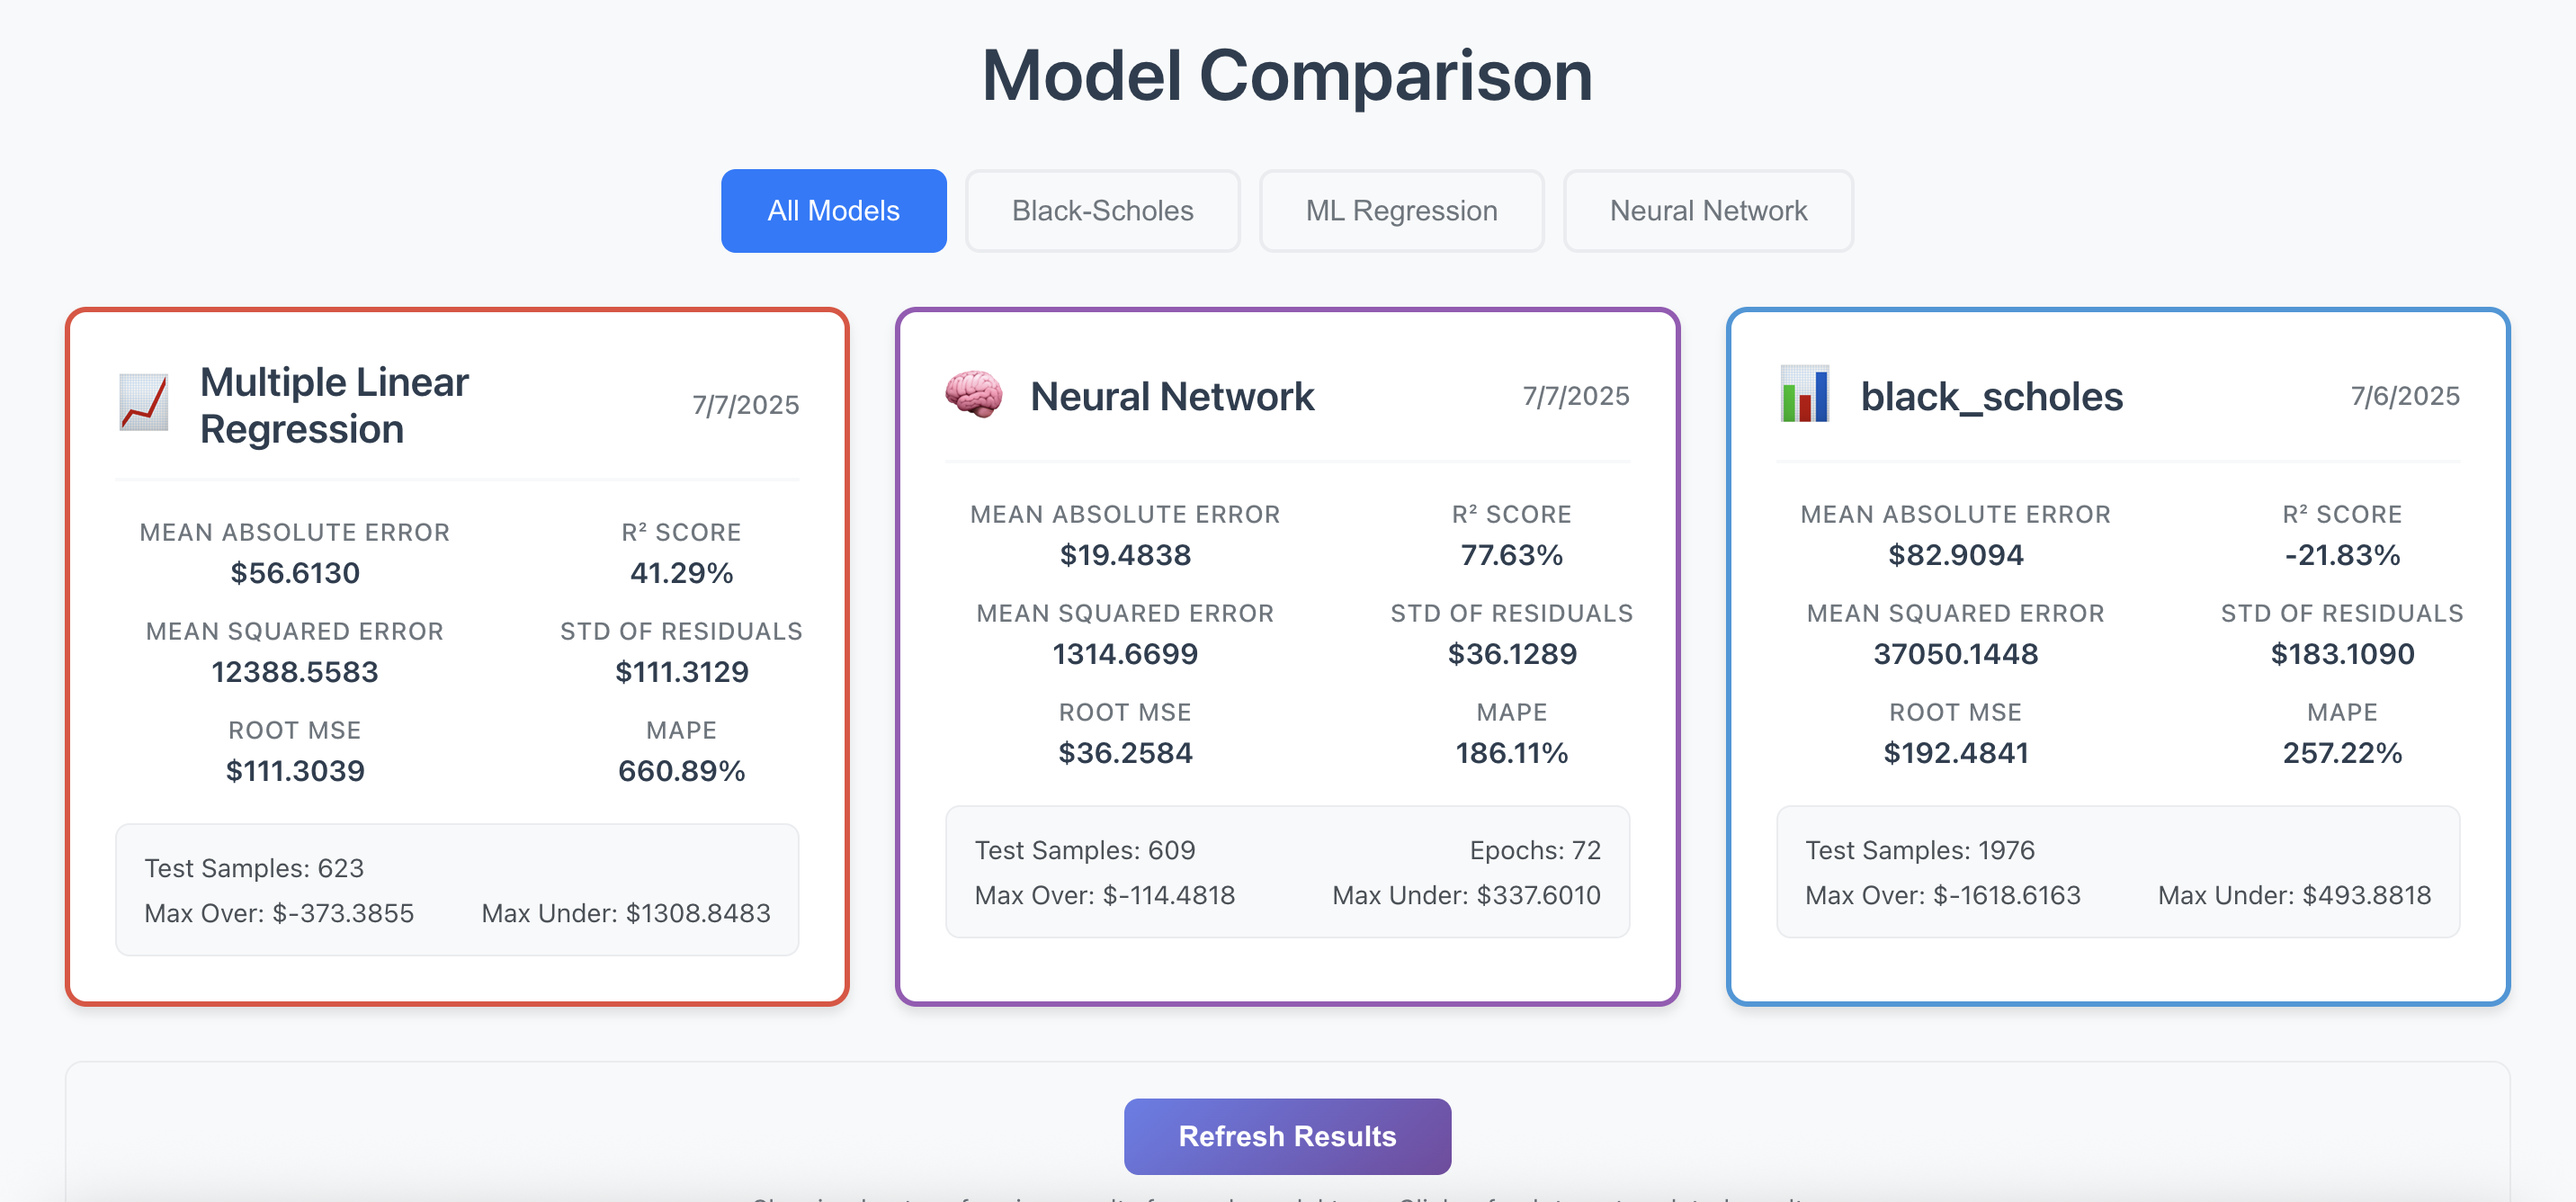 Model Comparison
All Models
Black-Scholes
ML Regression
Neural Network
Multiple Linear
Regression
7/7/2025
MEAN ABSOLUTE ERROR
$56.6130
R² SCORE
41.29%
MEAN SQUARED ERROR
12388.5583
STD OF RESIDUALS
$111.3129
ROOT MSE
$111.3039
MAPE
660.89%
Test Samples: 623
Max Over: $-373.3855
Max Under: $1308.8483
Neural Network
7/7/2025
MEAN ABSOLUTE ERROR
$19.4838
R² SCORE
77.63%
MEAN SQUARED ERROR
1314.6699
STD OF RESIDUALS
$36.1289
ROOT MSE
$36.2584
MAPE
186.11%
Test Samples: 609
Epochs: 72
Max Over: $-114.4818
Max Under: $337.6010
black_scholes
7/6/2025
MEAN ABSOLUTE ERROR
$82.9094
R² SCORE
-21.83%
MEAN SQUARED ERROR
37050.1448
STD OF RESIDUALS
$183.1090
ROOT MSE
$192.4841
MAPE
257.22%
Test Samples: 1976
Max Over: $-1618.6163
Max Under: $493.8818
Refresh Results